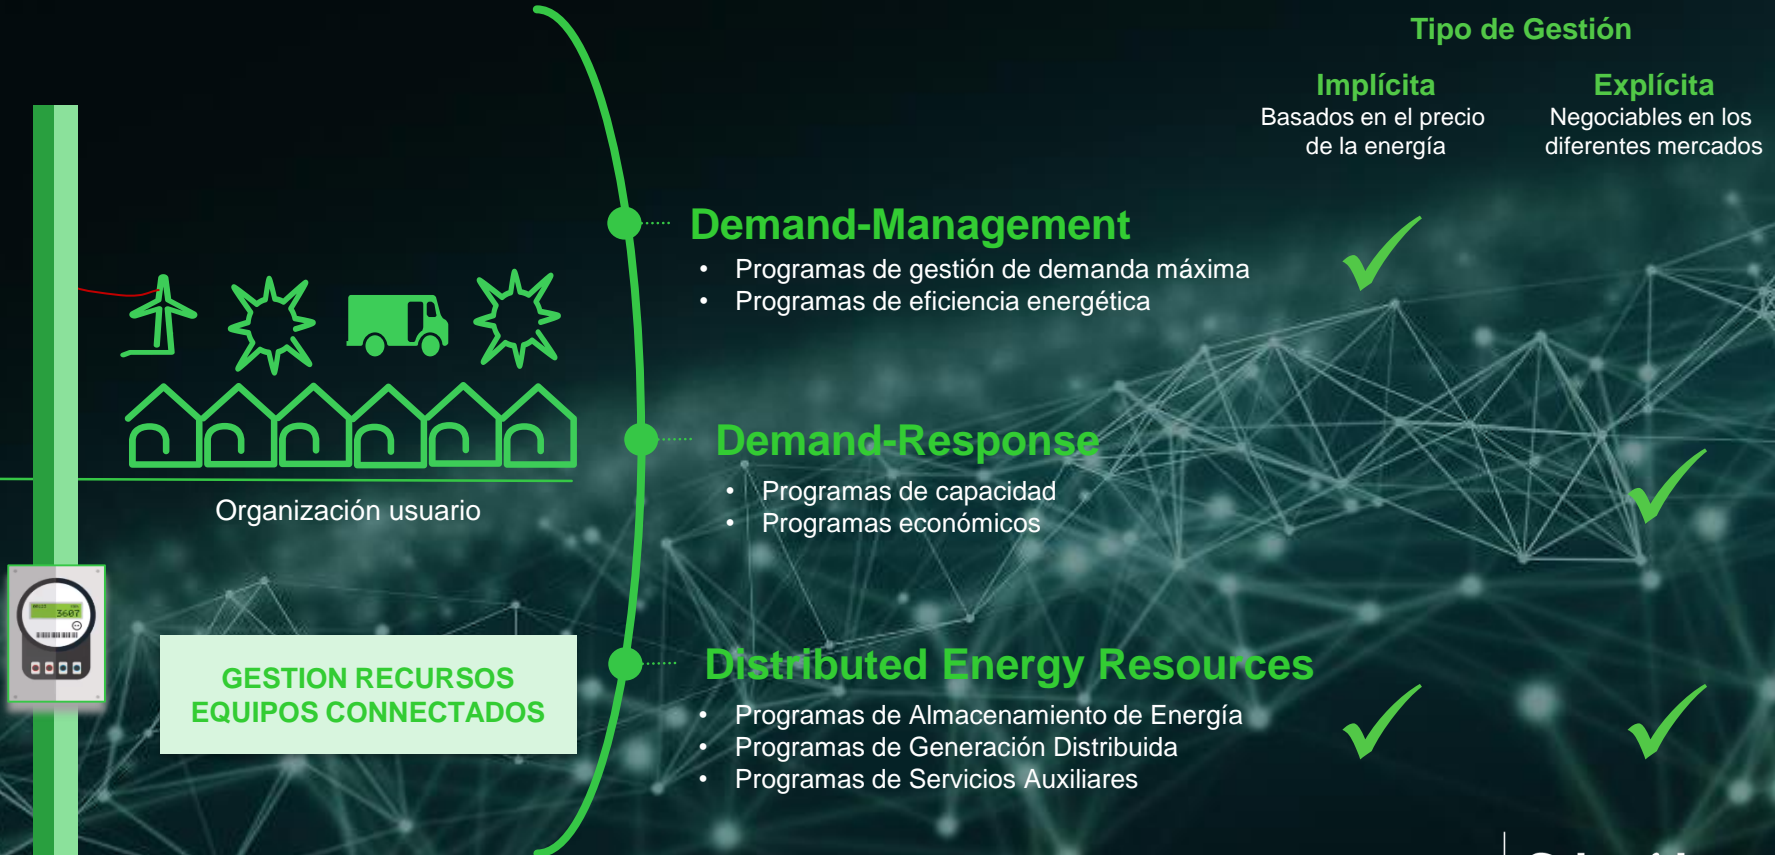 Tipo de Gestión
Implícita
Basados en el precio
de la energía
Explícita
Negociables en los
diferentes mercados
Demand-Management
• Programas de gestión de demanda máxima
• Programas de eficiencia energética
Demand-Response
• Programas de capacidad
• Programas económicos
Organización usuario
3607
GESTION RECURSOS
EQUIPOS CONNECTADOS
Distributed Energy Resources
• Programas de Almacenamiento de Energía
• Programas de Generación Distribuida
• Programas de Servicios Auxiliares